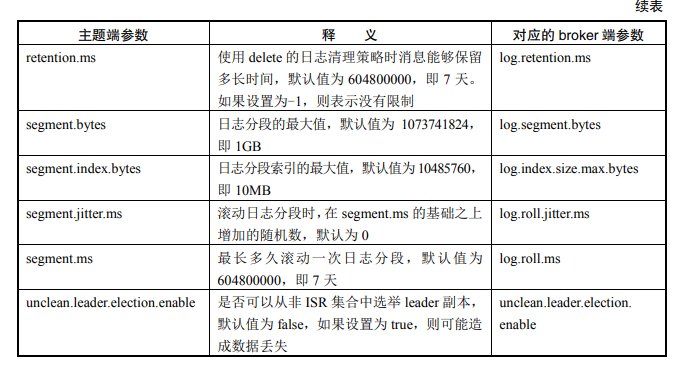 续表
主题端参数 释 义 对应的 broker 端参数
retention.ms 使用 delete 的日志清理策略时消息能够保留 log.retention.ms
多长时间，默认值为 604800000，即 7 天。
如果设置为-1，则表示没有限制
segment.bytes 日志分段的最大值，默认值为 1073741824， log.segment.bytes
即 1GB
segment.index.bytes 日志分段索引的最大值，默认值为 10485760， log.index.size.max.bytes
即 10MB
segment.jitter.ms 滚动日志分段时，在 segment.ms 的基础之上 log.roll.jitter.ms
增加的随机数，默认为 0
segment.ms 最长多久滚动一次日志分段，默认值为 log.roll.ms
604800000，即 7 天
unclean.leader.election.enable 是否可以从非 ISR 集合中选举 leader 副本， unclean.leader.election.
默认值为 false，如果设置为 true，则可能造 enable
成数据丢失